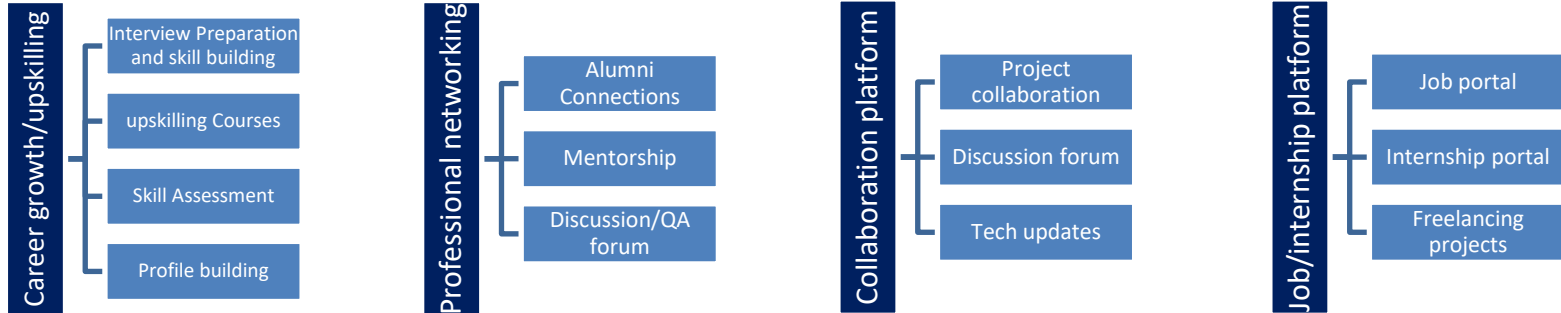 Career growth/upskilling
Interview Preparation
and skill building
upskilling Courses
Skill Assessment
Profile building
Professional networking
Alumni
Connections
Mentorship
Discussion/QA
forum
Collaboration platform
Project
collaboration
Discussion forum
Tech updates
Job/internship platform
Job portal
Internship portal
Freelancing
projects